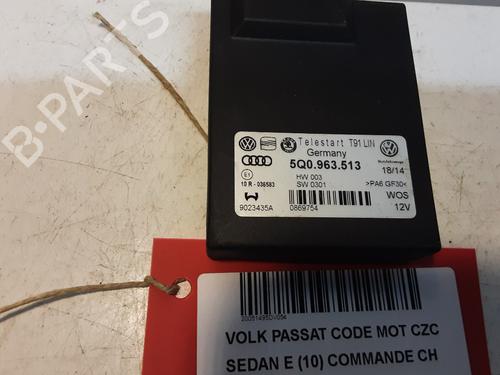 B-PARTS
Telestart T91 LIN
Germany
5Q0.963.513
18/14
E1
10 R - 036583
HW 003
SW 0301
>PA6 GF30<
WOS
9023435A
0869754
12V
20051495DV054
VOLK PASSAT CODE MOT CZC
SEDAN E (10) COMMANDE CH